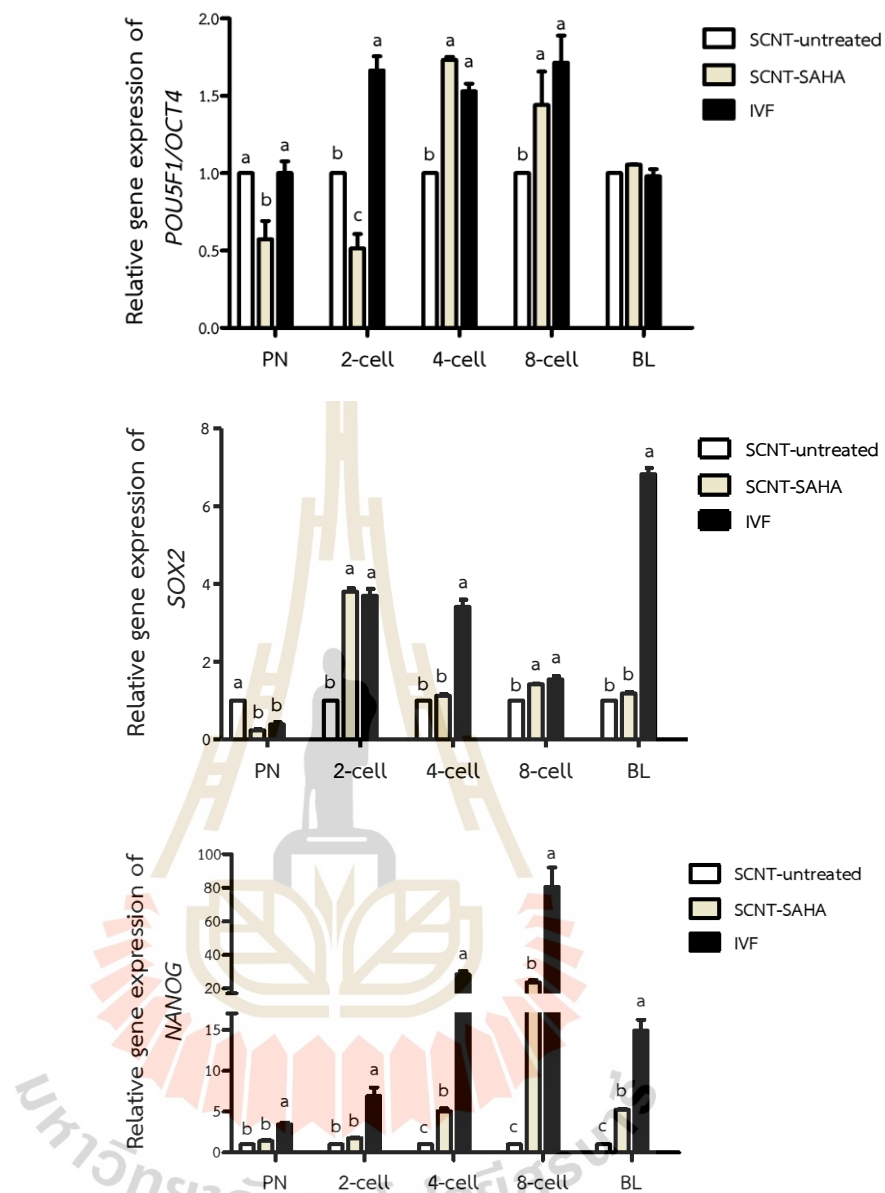 Relative gene expression of
POU5F1/OCT4
2.0
1.5
1.0
0.5
0.0
a
b
a
b
c
a
b
a
a
b
a
a
PN
2-cell
4-cell
8-cell
BL
SCNT-untreated
SCNT-SAHA
IVF
Relative gene expression of
SOX2
8
6
4
2
0
a
b
b
b
a
a
b
b
a
b
a
a
b
b
a
PN
2-cell
4-cell
8-cell
BL
SCNT-untreated
SCNT-SAHA
IVF
Relative gene expression of
NANOG
100
80
60
40
20
15
10
5
0
b
b
a
b
b
a
c
b
a
c
b
a
c
b
a
PN
2-cell
4-cell
8-cell
BL
SCNT-untreated
SCNT-SAHA
IVF